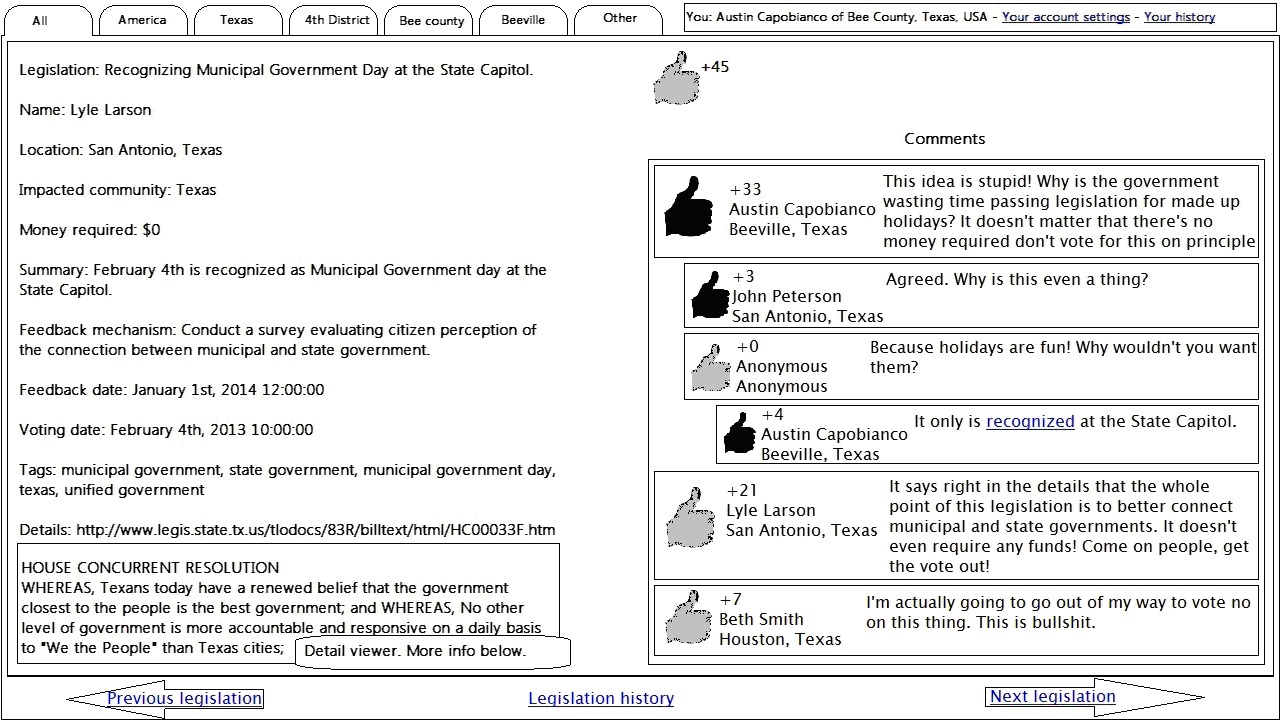 All
America
Texas
4th District
Bee county
Beeville
Other
You: Austin Capobianco of Bee County, Texas, USA - Your account settings - Your history
Legislation: Recognizing Municipal Government Day at the State Capitol.
Name: Lyle Larson
Location: San Antonio, Texas
Impacted community: Texas
Money required: $0
Summary: February 4th is recognized as Municipal Government day at the
State Capitol.
Feedback mechanism: Conduct a survey evaluating citizen perception of
the connection between municipal and state government.
Feedback date: January 1st, 2014 12:00:00
Voting date: February 4th, 2013 10:00:00
Tags: municipal government, state government, municipal government day,
texas, unified government
Details: http://www.legis.state.tx.us/tlodocs/83R/billtext/html/HC00033F.htm
HOUSE CONCURRENT RESOLUTION
WHEREAS, Texans today have a renewed belief that the government
closest to the people is the best government; and WHEREAS, No other
level of government is more accountable and responsive on a daily basis
to "We the People" than Texas cities;
Detail viewer. More info below.
+45
Comments
+33
Austin Capobianco
Beeville, Texas
This idea is stupid! Why is the government
wasting time passing legislation for made up
holidays? It doesn't matter that there's no
money required don't vote for this on principle
+3
John Peterson
San Antonio, Texas
Agreed. Why is this even a thing?
+0
Anonymous
Anonymous
Because holidays are fun! Why wouldn't you want
them?
+4
Austin Capobianco
Beeville, Texas
It only is recognized at the State Capitol.
+21
Lyle Larson
San Antonio, Texas
It says right in the details that the whole
point of this legislation is to better connect
municipal and state governments. It doesn't
even require any funds! Come on people, get
the vote out!
+7
Beth Smith
Houston, Texas
I'm actually going to go out of my way to vote no
on this thing. This is bullshit.
Previous legislation
Legislation history
Next legislation